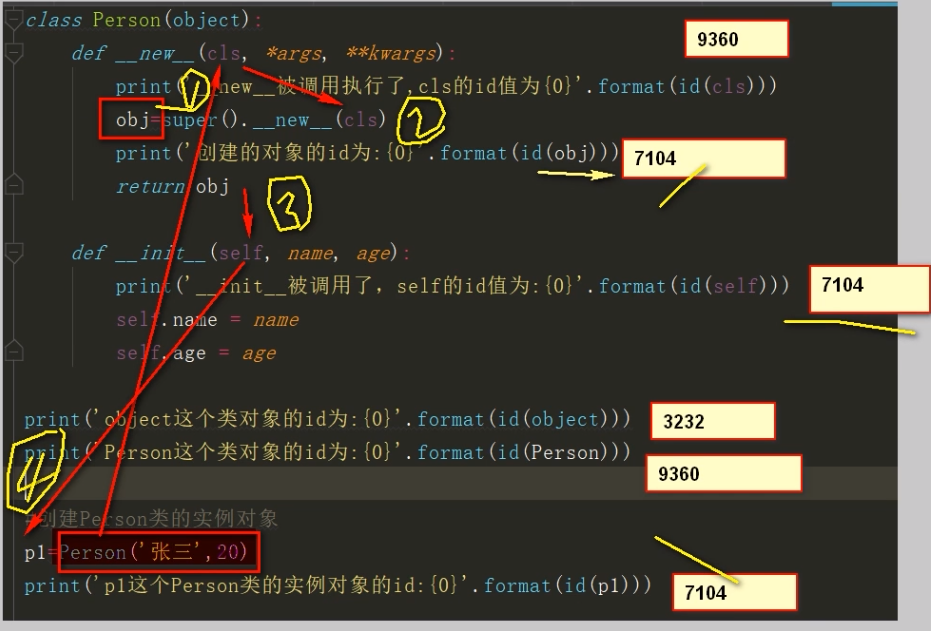 class Person(object):
def __new__(cls, *args, **kwargs):
9360
print('__new__被调用执行了,cls的id值为{0}'.format(id(cls)))
1
obj=super().__new__(cls)
2
print('创建的对象的id为:{0}'.format(id(obj)))
7104
return obj
3
def __init__(self, name, age):
print('__init__被调用了，self的id值为:{0}'.format(id(self)))
7104
self.name = name
self.age = age
print('object这个类对象的id为:{0}'.format(id(object)))
3232
print('Person这个类对象的id为:{0}'.format(id(Person)))
9360
4
#创建Person类的实例对象
p1=Person('张三',20)
print('p1这个Person类的实例对象的id:{0}'.format(id(p1)))
7104